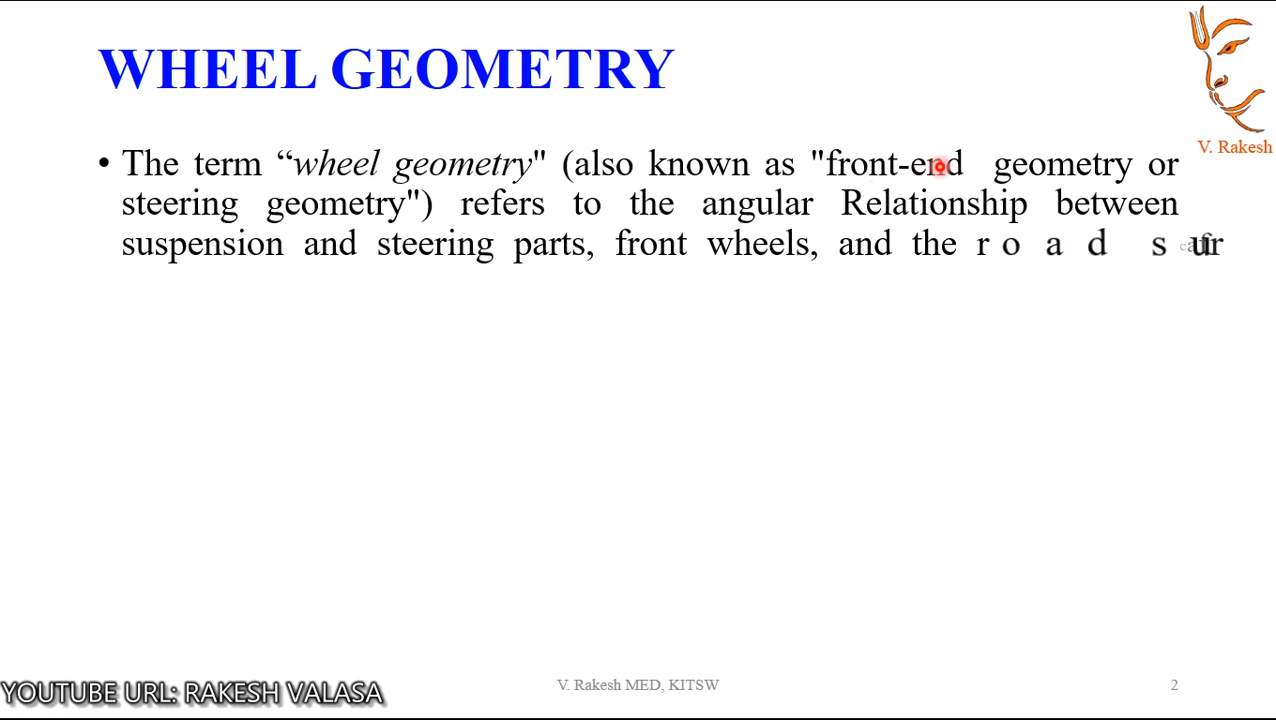 WHEEL GEOMETRY
V. Rakesh
• The term “wheel geometry" (also known as "front-end geometry or
steering geometry") refers to the angular Relationship between
suspension and steering parts, front wheels, and the road
YOUTUBE URL: RAKESH VALASA
V. Rakesh MED, KITSW
2